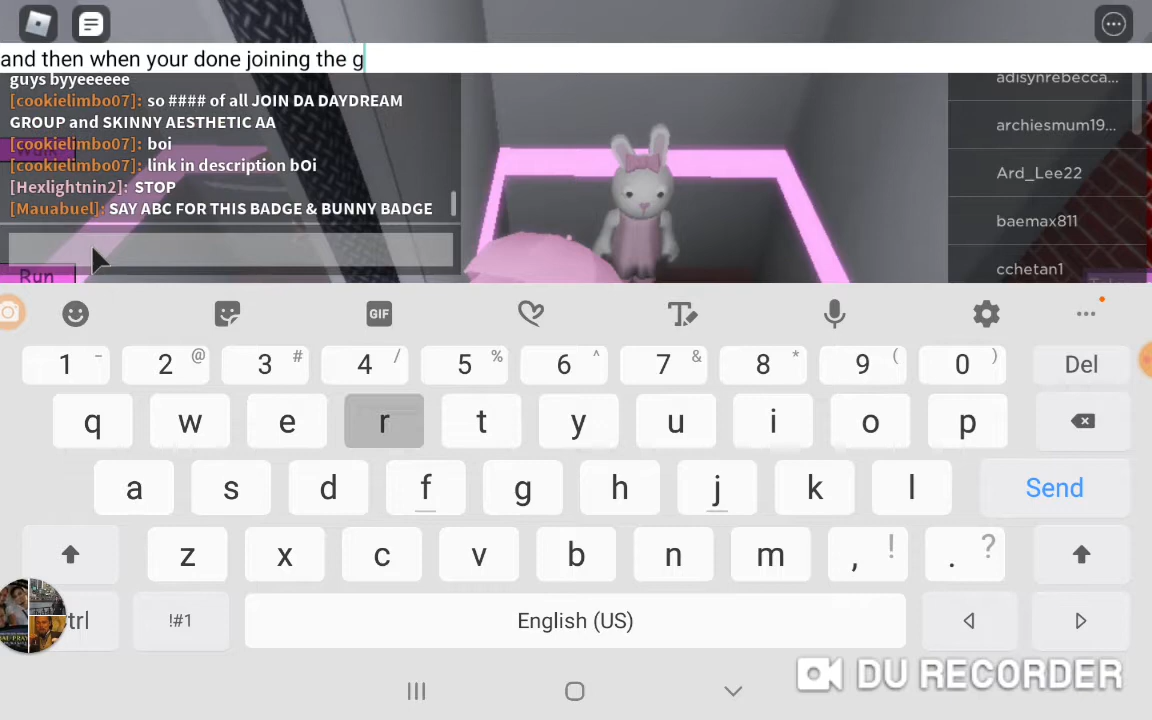 and then when your done joining the g
guys byyeeeeee
[cookielimbo07]: so #### of all JOIN DA DAYDREAM
GROUP and SKINNY AESTHETIC AA
[cookielimbo07]: boi
[cookielimbo07]: link in description bOi
[Hexlightnin2]: STOP
[Mauabuel]: SAY ABC FOR THIS BADGE & BUNNY BADGE
Run
adisynrebecca...
archiesmum19...
Ard_Lee22
baemax811
cchetan1
GIF
1 - 2 @ 3 # 4 / 5 % 6 ^ 7 & 8 * 9 ( 0 ) Del
q w e r t y u i o p
a s d f g h j k l Send
z x c v b n m , ! . ?
trl !#1 English (US)
DU RECORDER